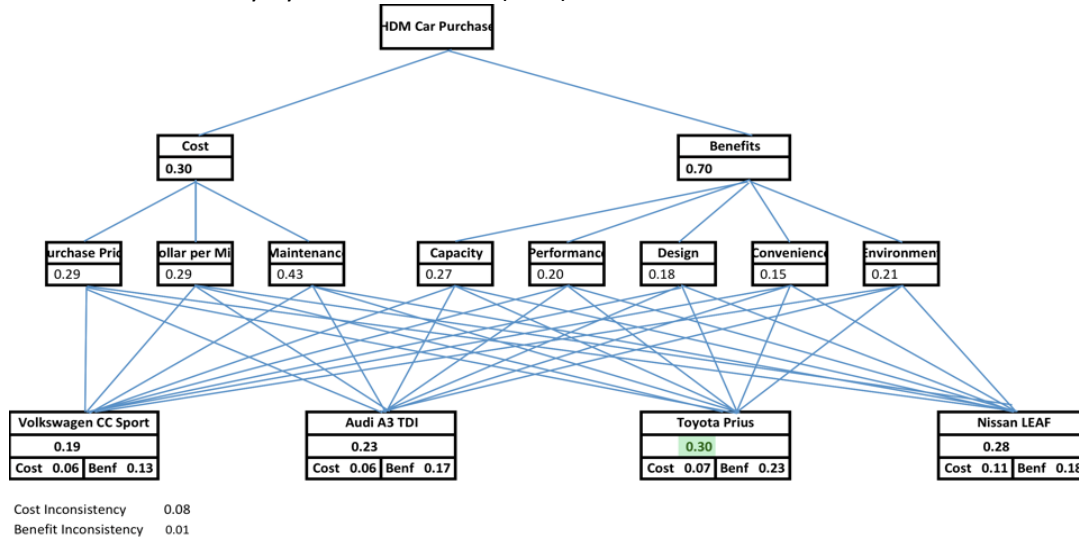 HDM Car Purchase
Cost
0.30
Benefits
0.70
urchase Pric
0.29
ollar per Mi
0.29
Maintenanc
0.43
Capacity
0.27
Performanc
0.20
Design
0.18
Convenienc
0.15
Environmen
0.21
Volkswagen CC Sport
0.19
Cost 0.06 Benf 0.13
Audi A3 TDI
0.23
Cost 0.06 Benf 0.17
Toyota Prius
0.30
Cost 0.07 Benf 0.23
Nissan LEAF
0.28
Cost 0.11 Benf 0.18
Cost Inconsistency 0.08
Benefit Inconsistency 0.01